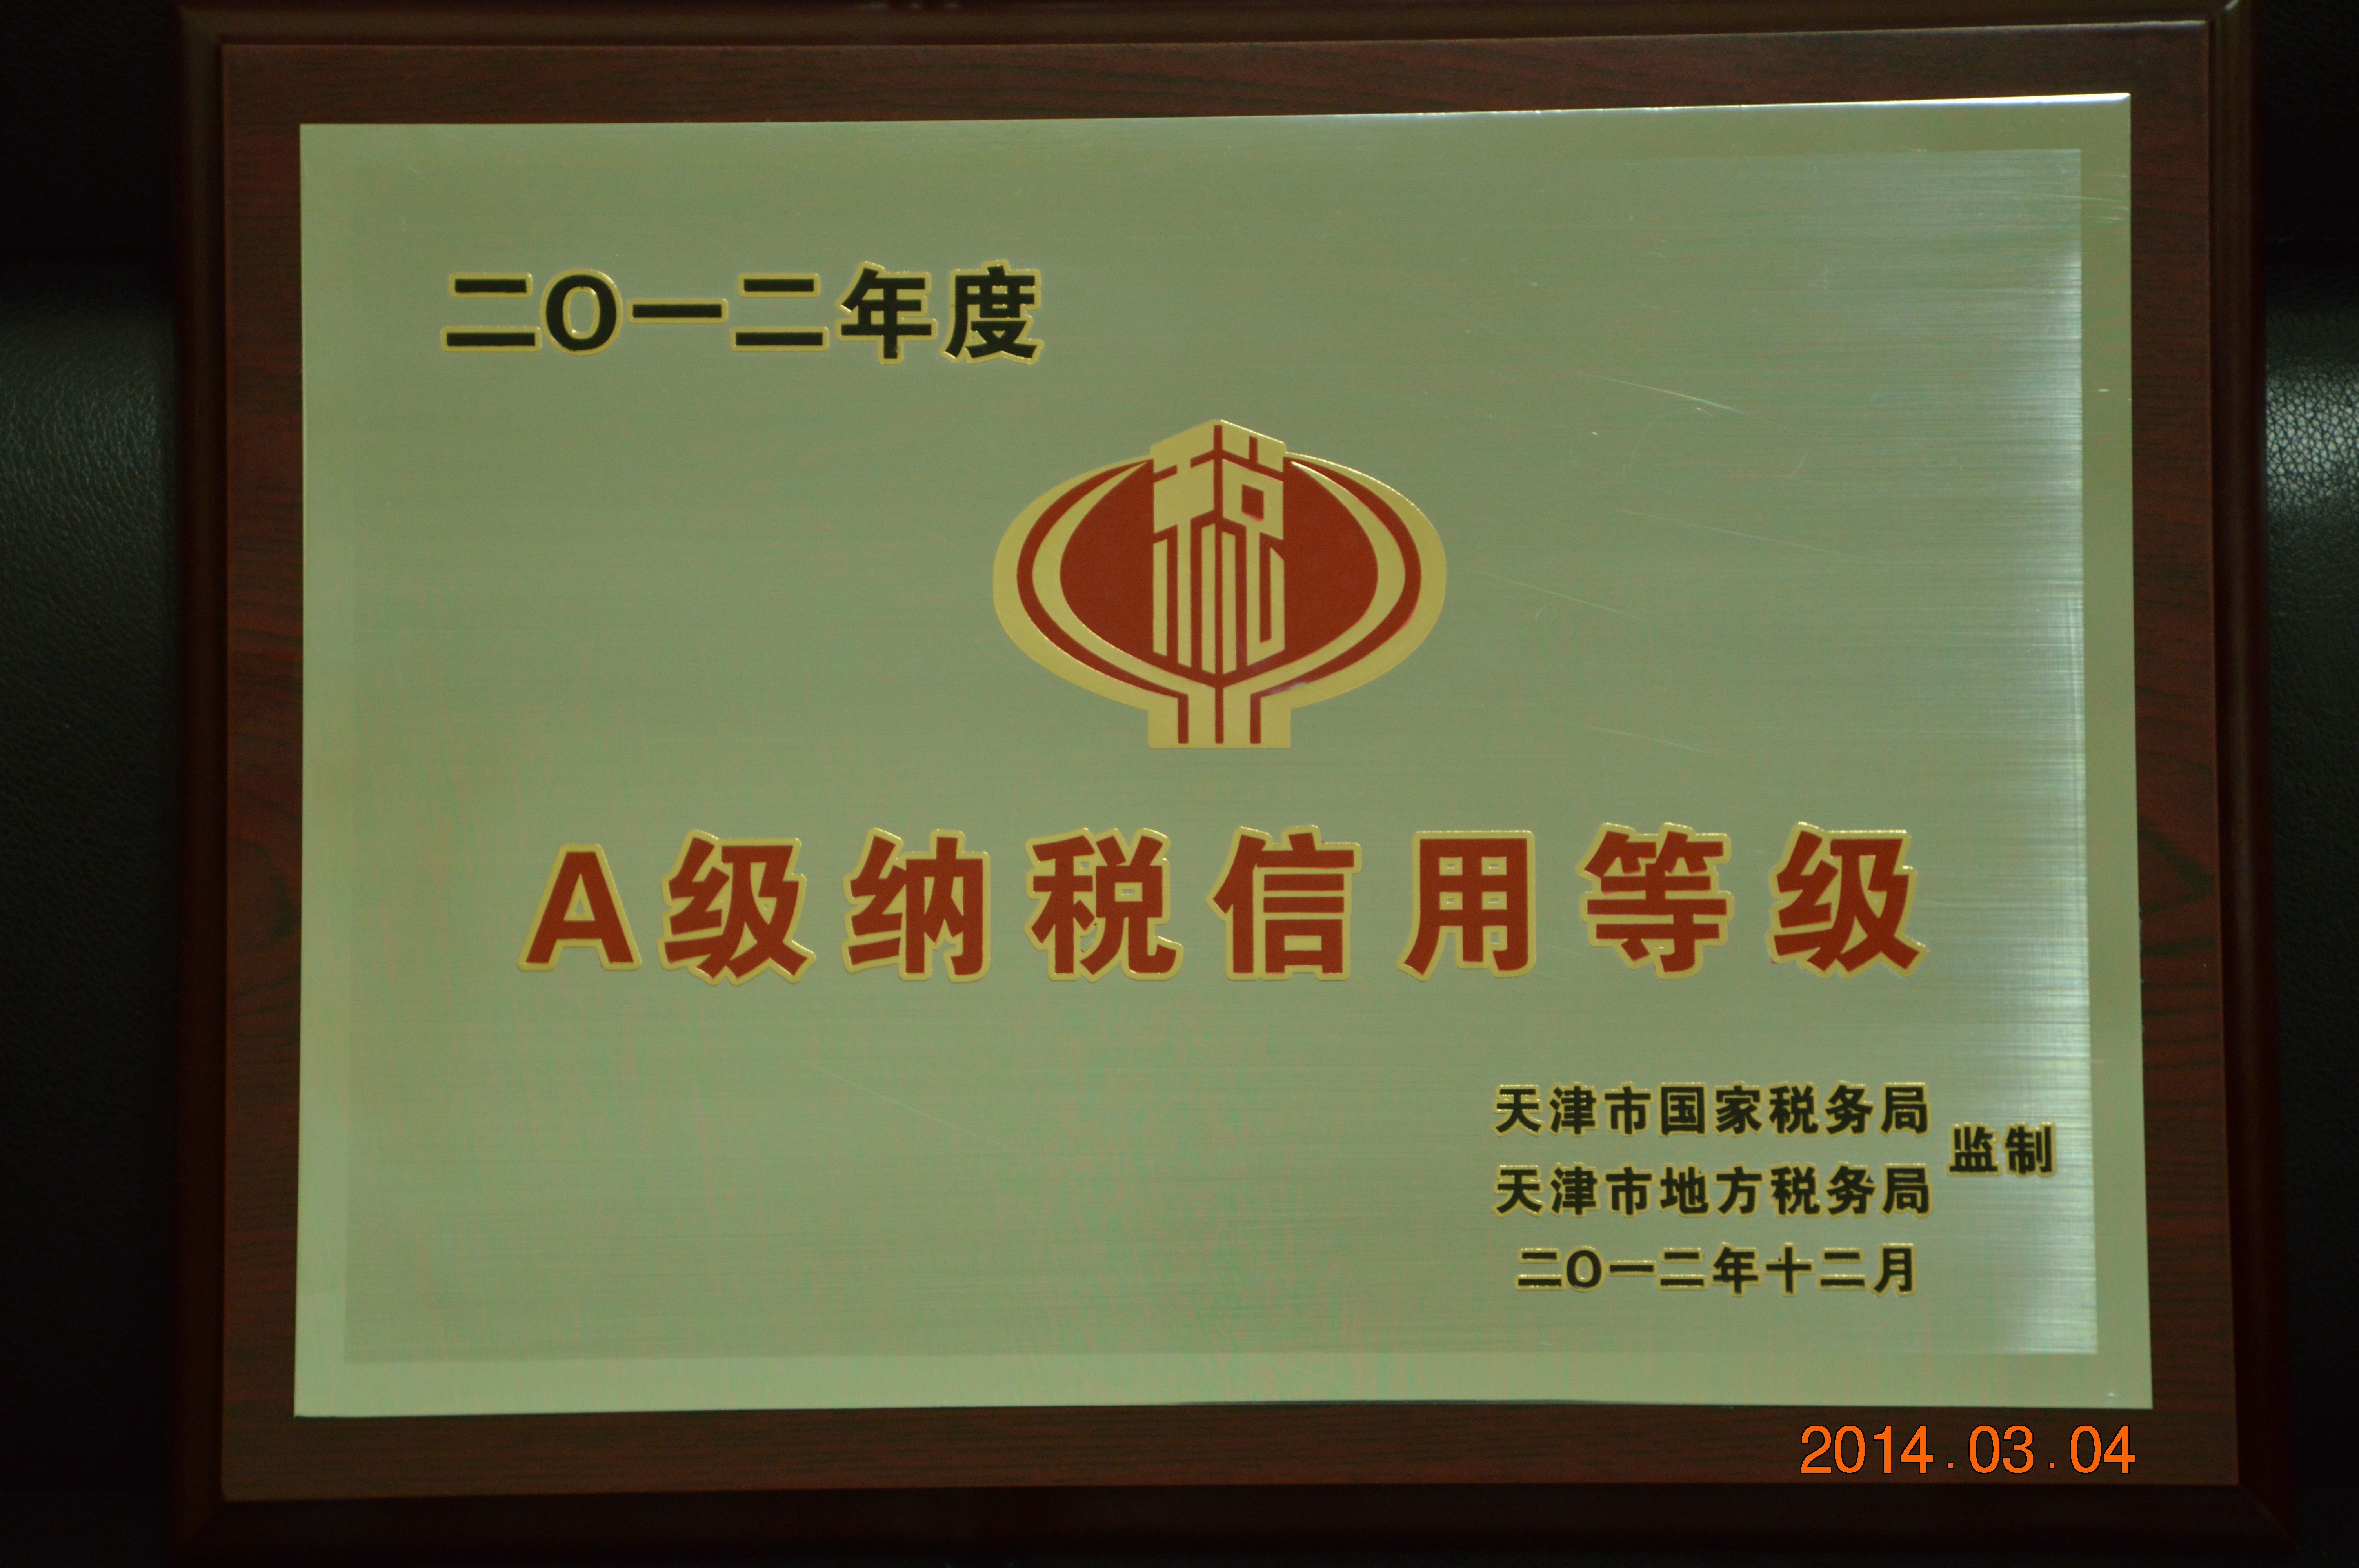 二O一二年度
税
A级纳税信用等级
天津市国家税务局
天津市地方税务局
监制
二O一二年十二月
2014.03.04